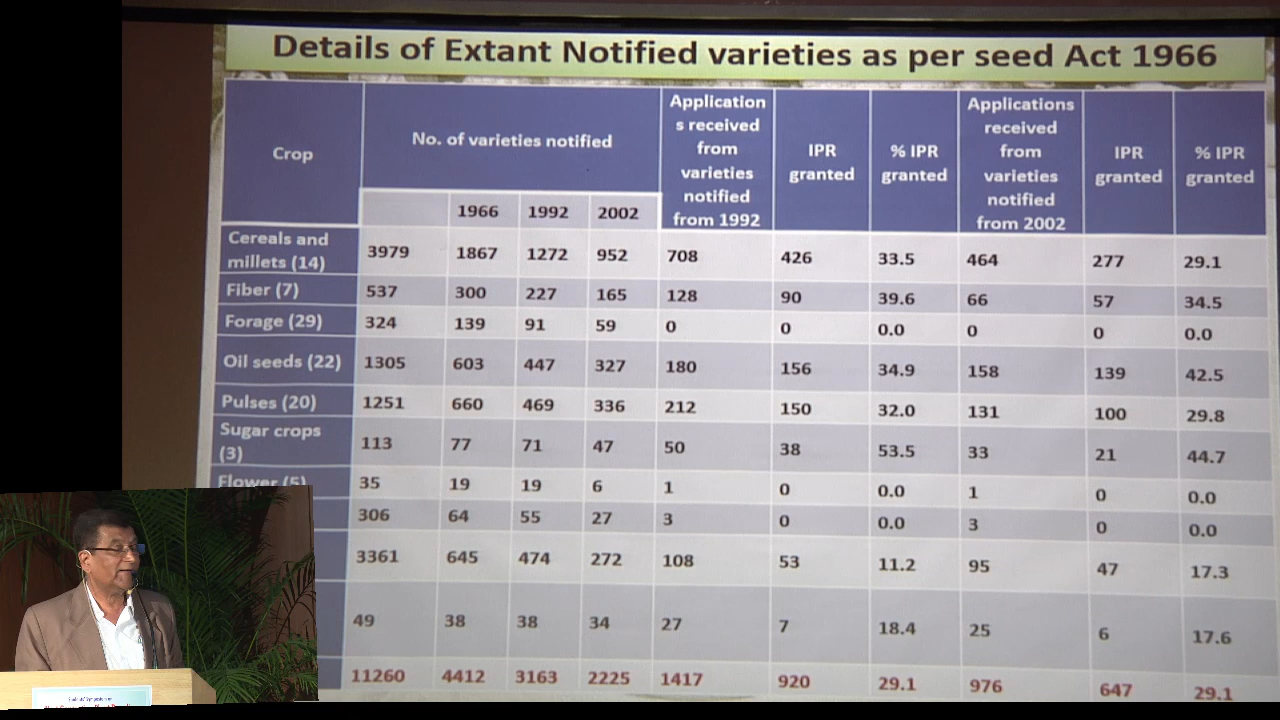 Details of Extant Notified varieties as per seed Act 1966
Crop
No. of varieties notified
Application
s received
from
varieties
notified
from 1992
IPR
granted
% IPR
granted
Applications
received
from
varieties
notified
from 2002
IPR
granted
% IPR
granted
1966 1992 2002
Cereals and
millets (14)
3979 1867 1272 952 708 426 33.5 464 277 29.1
Fiber (7) 537 300 227 165 128 90 39.6 66 57 34.5
Forage (29) 324 139 91 59 0 0 0.0 0 0 0.0
Oil seeds (22) 1305 603 447 327 180 156 34.9 158 139 42.5
Pulses (20) 1251 660 469 336 212 150 32.0 131 100 29.8
Sugar crops
(3)
113 77 71 47 50 38 53.5 33 21 44.7
Flower (5) 35 19 19 6 1 0 0.0 1 0 0.0
306 64 55 27 3 0 0.0 3 0 0.0
3361 645 474 272 108 53 11.2 95 47 17.3
49 38 38 34 27 7 18.4 25 6 17.6
11260 4412 3163 2225 1417 920 29.1 976 647 29.1
Students' Symposium on